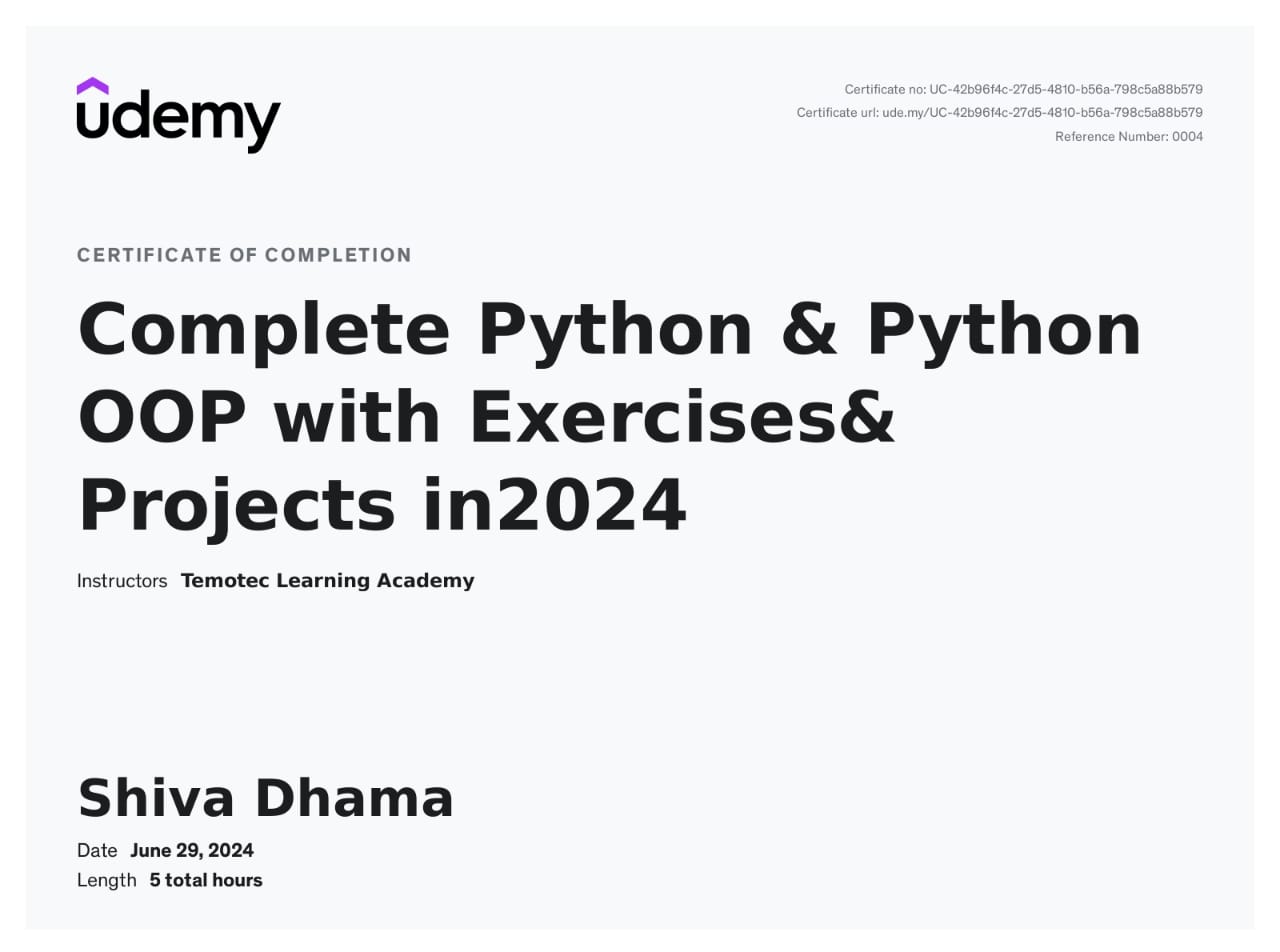 udemy
Certificate no: UC-42b96f4c-27d5-4810-b56a-798c5a88b579
Certificate url: ude.my/UC-42b96f4c-27d5-4810-b56a-798c5a88b579
Reference Number: 0004
CERTIFICATE OF COMPLETION
Complete Python & Python
OOP with Exercises&
Projects in2024
Instructors Temotec Learning Academy
Shiva Dhama
Date June 29, 2024
Length 5 total hours